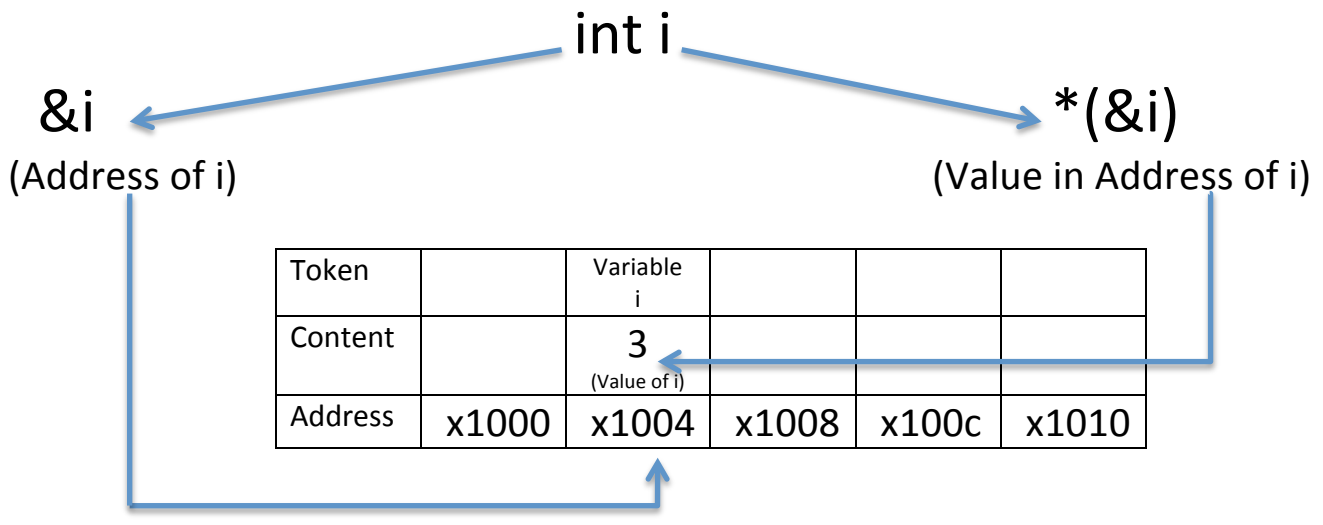 int i
&i
*(&i)
(Address of i)
(Value in Address of i)
Token
Variable
i
Content
3
(Value of i)
Address x1000 x1004 x1008 x100c x1010